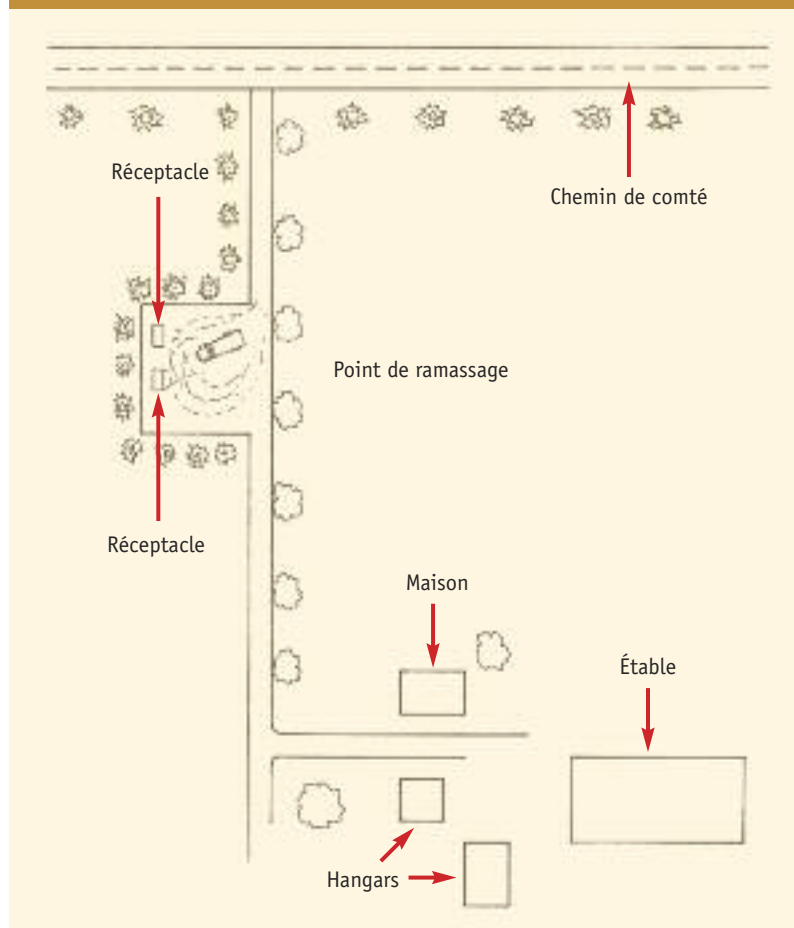 Réceptacle
Chemin de comté
Point de ramassage
Réceptacle
Maison
Étable
Hangars